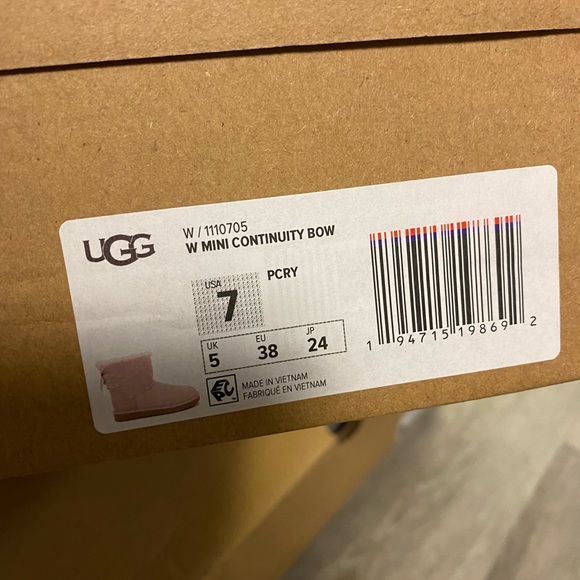 UGG
W / 1110705
W MINI CONTINUITY BOW
PCRY
USA
7
UK EU JP
5 38 24
MADE IN VIETNAM
FABRIQUÉ EN VIETNAM
1 94715 19869 2